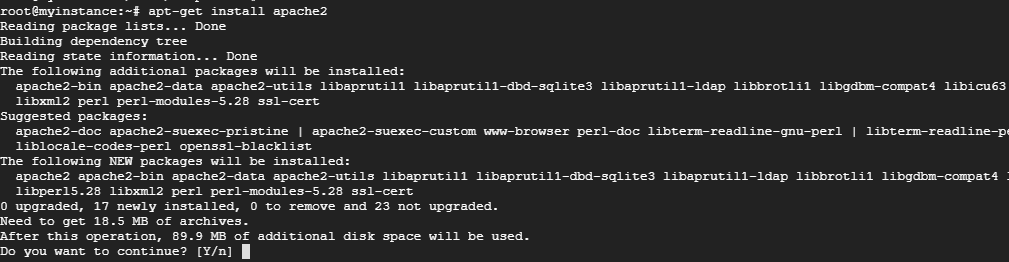 root@myinstance:~# apt-get install apache2
Reading package lists... Done
Building dependency tree
Reading state information... Done
The following additional packages will be installed:
  apache2-bin apache2-data apache2-utils libaprutil1 libaprutil1-dbd-sqlite3 libaprutil1-ldap libbrotli1 libgdbm-compat4 libicu63
  libxml2 perl perl-modules-5.28 ssl-cert
Suggested packages:
  apache2-doc apache2-suexec-pristine | apache2-suexec-custom www-browser perl-doc libterm-readline-gnu-perl |
  liblocale-codes-perl openssl-blacklist
The following NEW packages will be installed:
  apache2 apache2-bin apache2-data apache2-utils libaprutil1 libaprutil1-dbd-sqlite3 libaprutil1-ldap libbrotli1 libgdbm-compat4
  libperl5.28 libxml2 perl perl-modules-5.28 ssl-cert
0 upgraded, 17 newly installed, 0 to remove and 23 not upgraded.
Need to get 18.5 MB of archives.
After this operation, 89.9 MB of additional disk space will be used.
Do you want to continue? [Y/n]